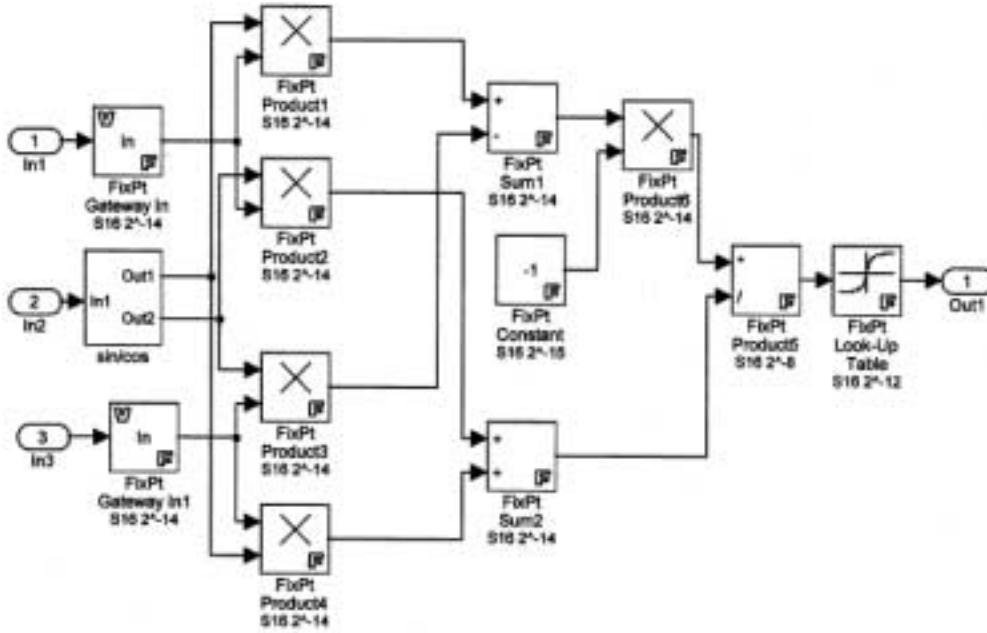 FixPt
Product1
S16 2^-14
1
In1
In
FixPt
Gateway In
S16 2^-14
FixPt
Product2
S16 2^-14
+
-
FixPt
Sum1
S16 2^-14
FixPt
Product6
S16 2^-14
2
In2
In1
Out1
Out2
sin/cos
-1
FixPt
Constant
S16 2^-15
+
/
FixPt
Product5
S16 2^-8
FixPt
Look-Up
Table
S16 2^-12
1
Out1
FixPt
Product3
S16 2^-14
3
In3
In
FixPt
Gateway In1
S16 2^-14
+
+
FixPt
Sum2
S16 2^-14
FixPt
Product4
S16 2^-14